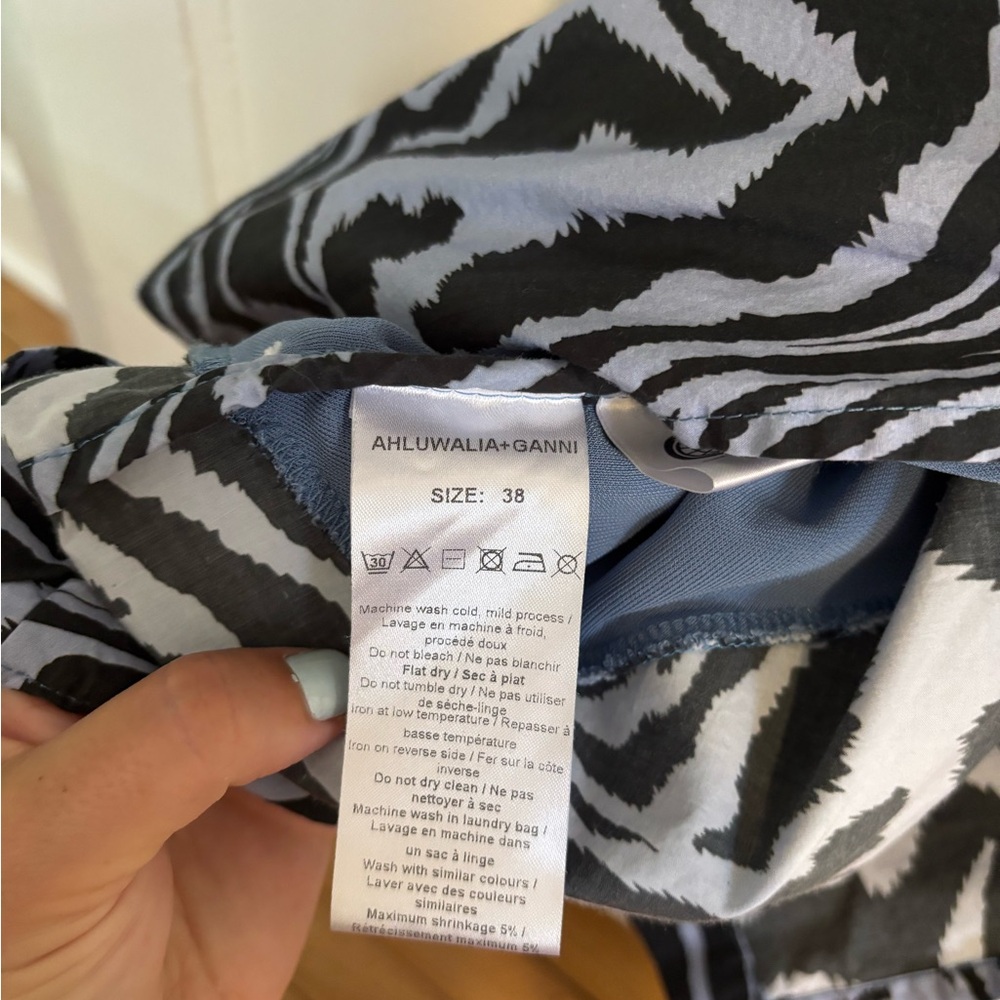 AHLUWALIA+GANNI
SIZE: 38
30
Machine wash cold, mild process /
Lavage en machine à froid,
procédé doux
Do not bleach / Ne pas blanchir
Flat dry / Sec à plat
Do not tumble dry / Ne pas utiliser
de sèche-linge
Iron at low temperature / Repasser à
basse température
Iron on reverse side / Fer sur la côte
inverse
Do not dry clean / Ne pas
nettoyer à sec
Machine wash in laundry bag /
Lavage en machine dans
un sac à linge
Wash with similar colours /
Laver avec des couleurs
similaires
Maximum shrinkage 5% /
Rétrécissement maximum 5%